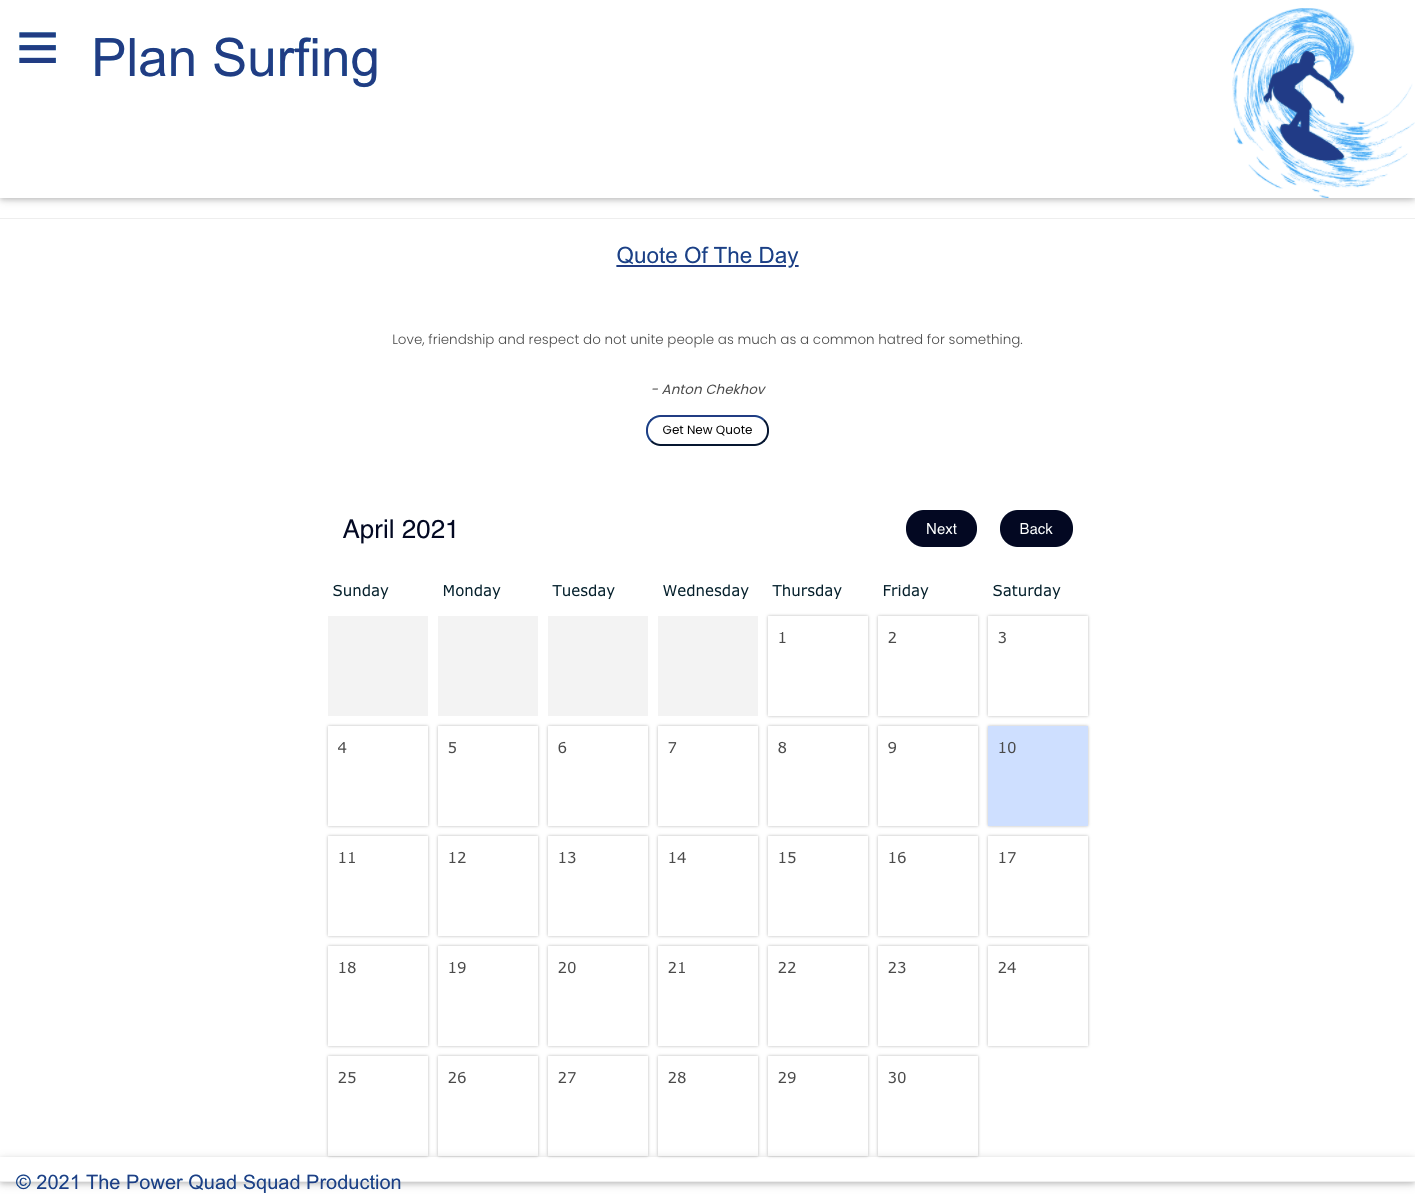 Plan Surfing
Quote Of The Day
Love, friendship and respect do not unite people as much as a common hatred for something.
- Anton Chekhov
Get New Quote
April 2021 Next Back
Sunday Monday Tuesday Wednesday Thursday Friday Saturday
1 2 3
4 5 6 7 8 9 10
11 12 13 14 15 16 17
18 19 20 21 22 23 24
25 26 27 28 29 30
© 2021 The Power Quad Squad Production